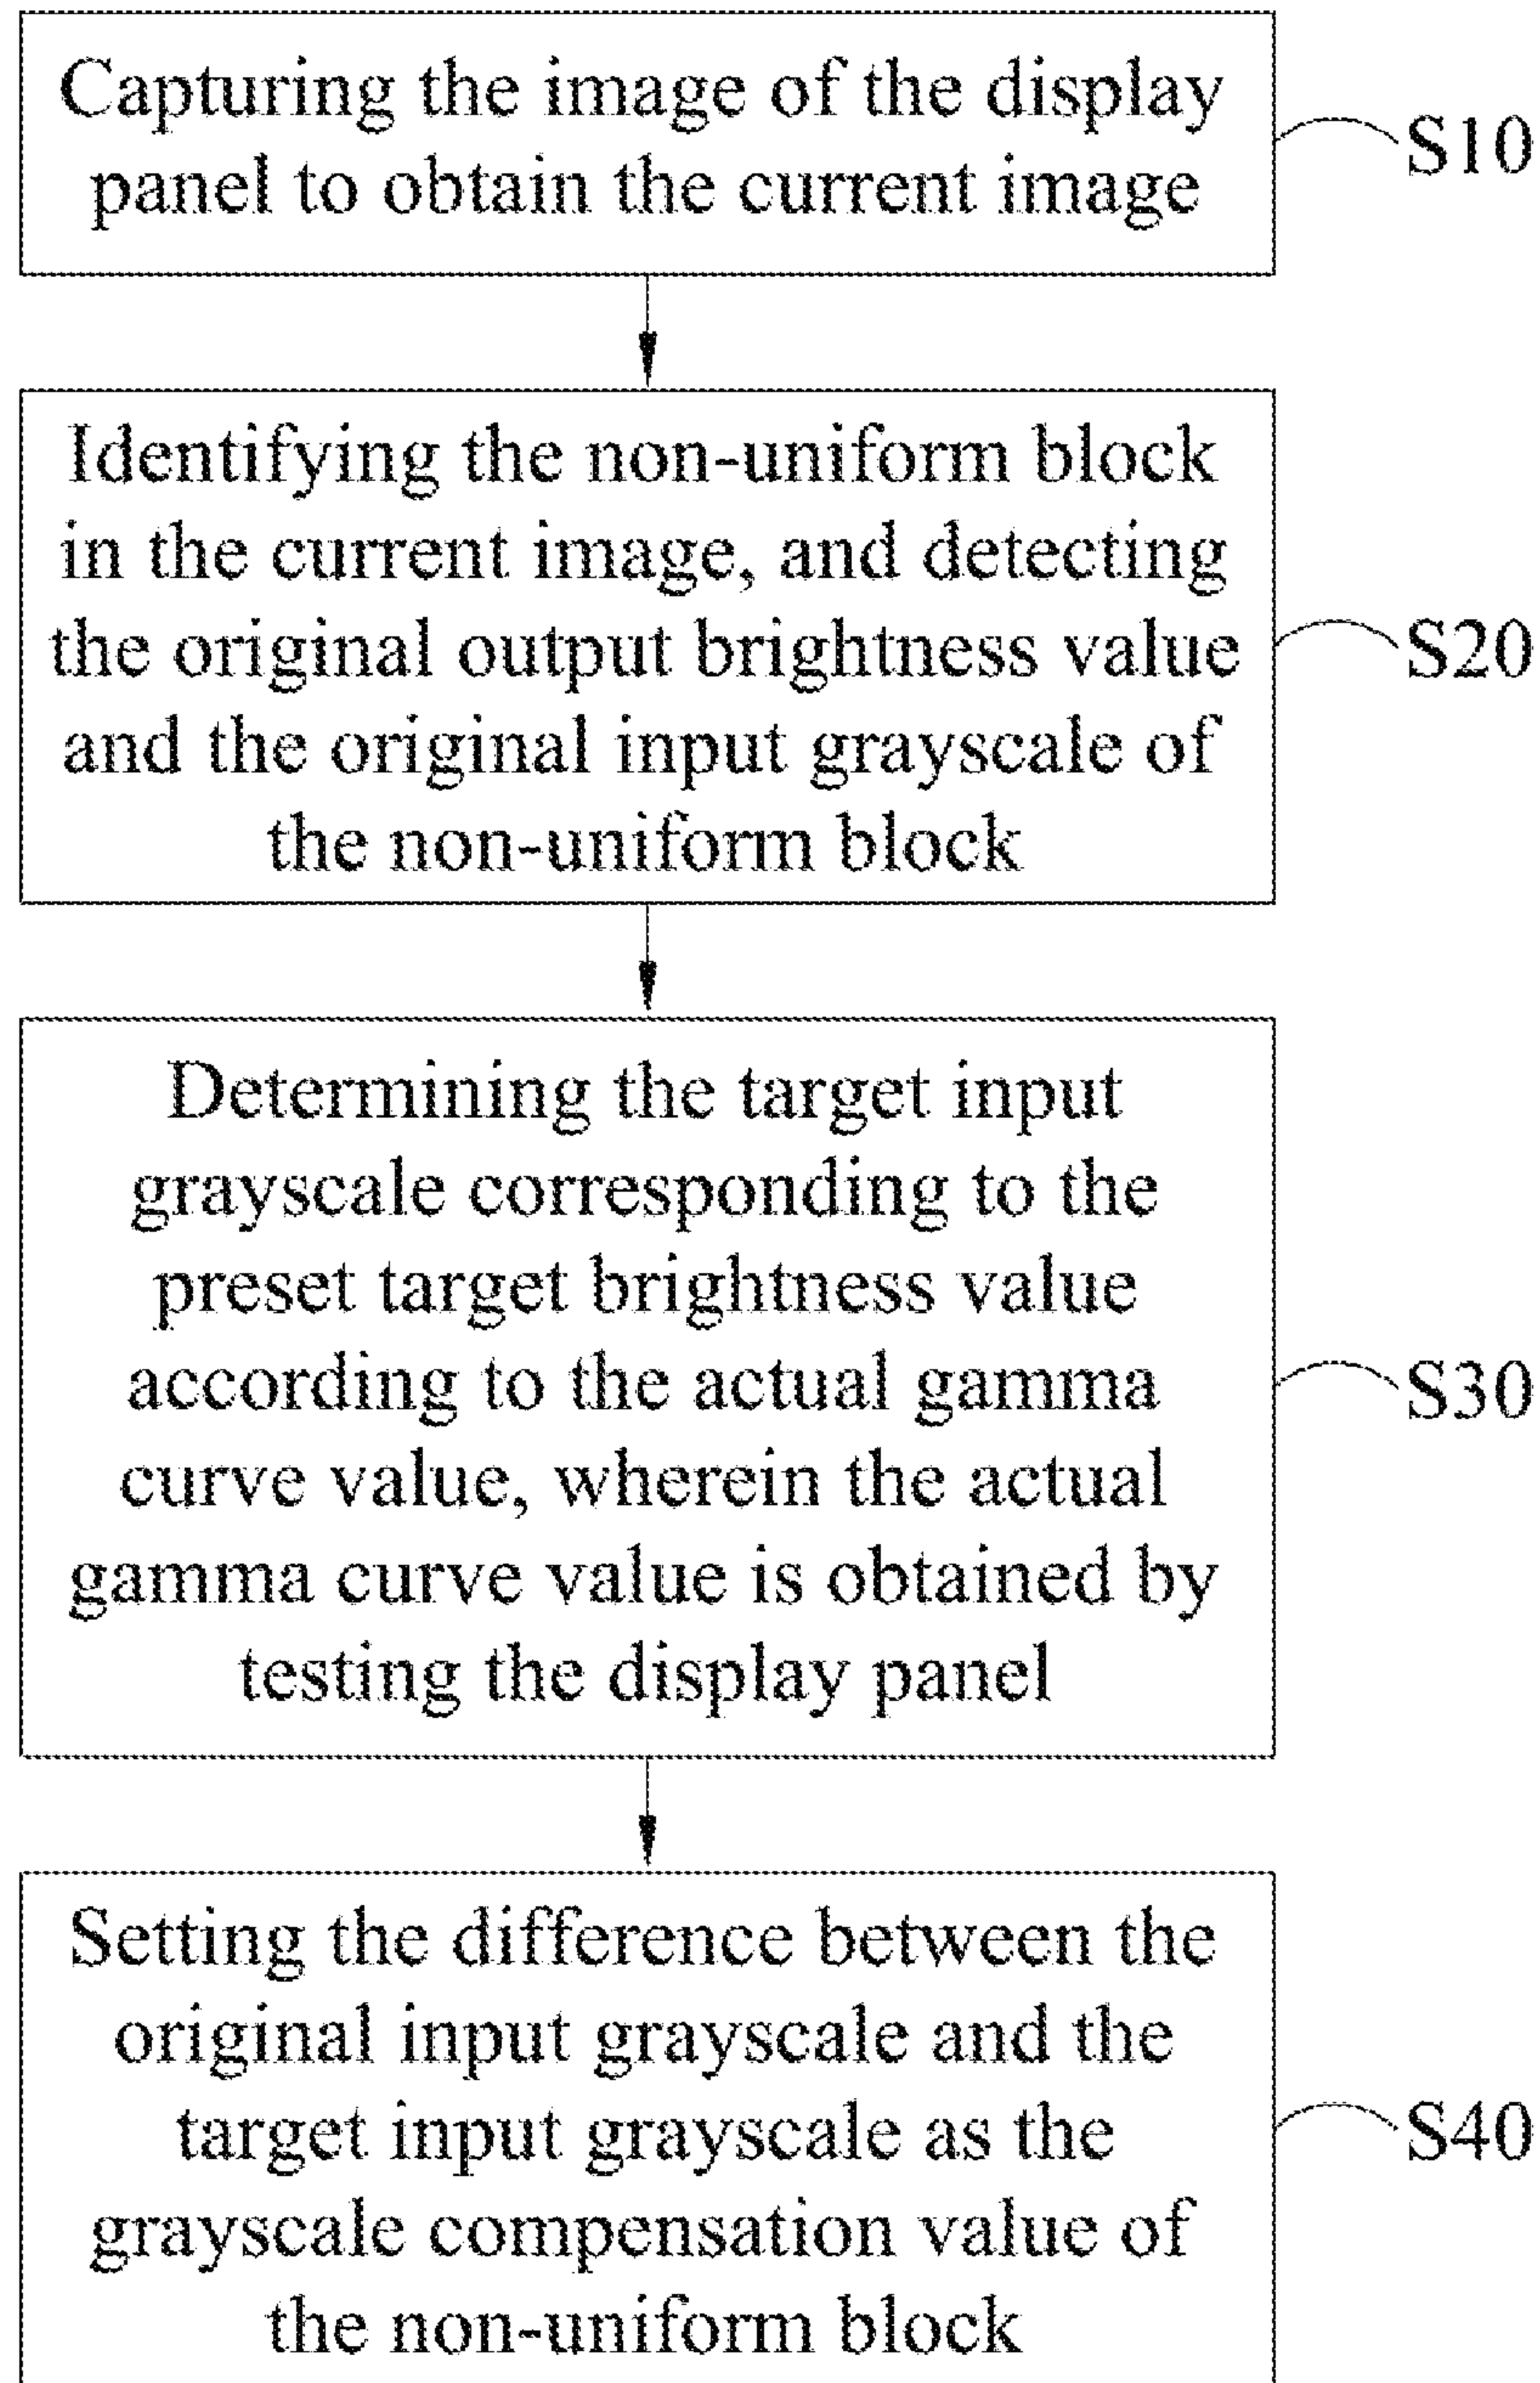 Capturing the image of the display
panel to obtain the current image
S10
Identifying the non-uniform block
in the current image, and detecting
the original output brightness value
and the original input grayscale of
the non-uniform block
S20
Determining the target input
grayscale corresponding to the
preset target brightness value
according to the actual gamma
curve value, wherein the actual
gamma curve value is obtained by
testing the display panel
S30
Setting the difference between the
original input grayscale and the
target input grayscale as the
grayscale compensation value of
the non-uniform block
S40